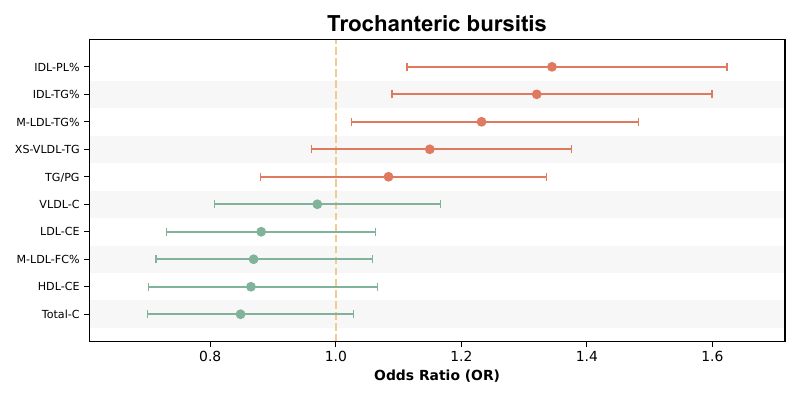 Trochanteric bursitis
IDL-PL%
IDL-TG%
M-LDL-TG%
XS-VLDL-TG
TG/PG
VLDL-C
LDL-CE
M-LDL-FC%
HDL-CE
Total-C
0.8 1.0 1.2 1.4 1.6
Odds Ratio (OR)